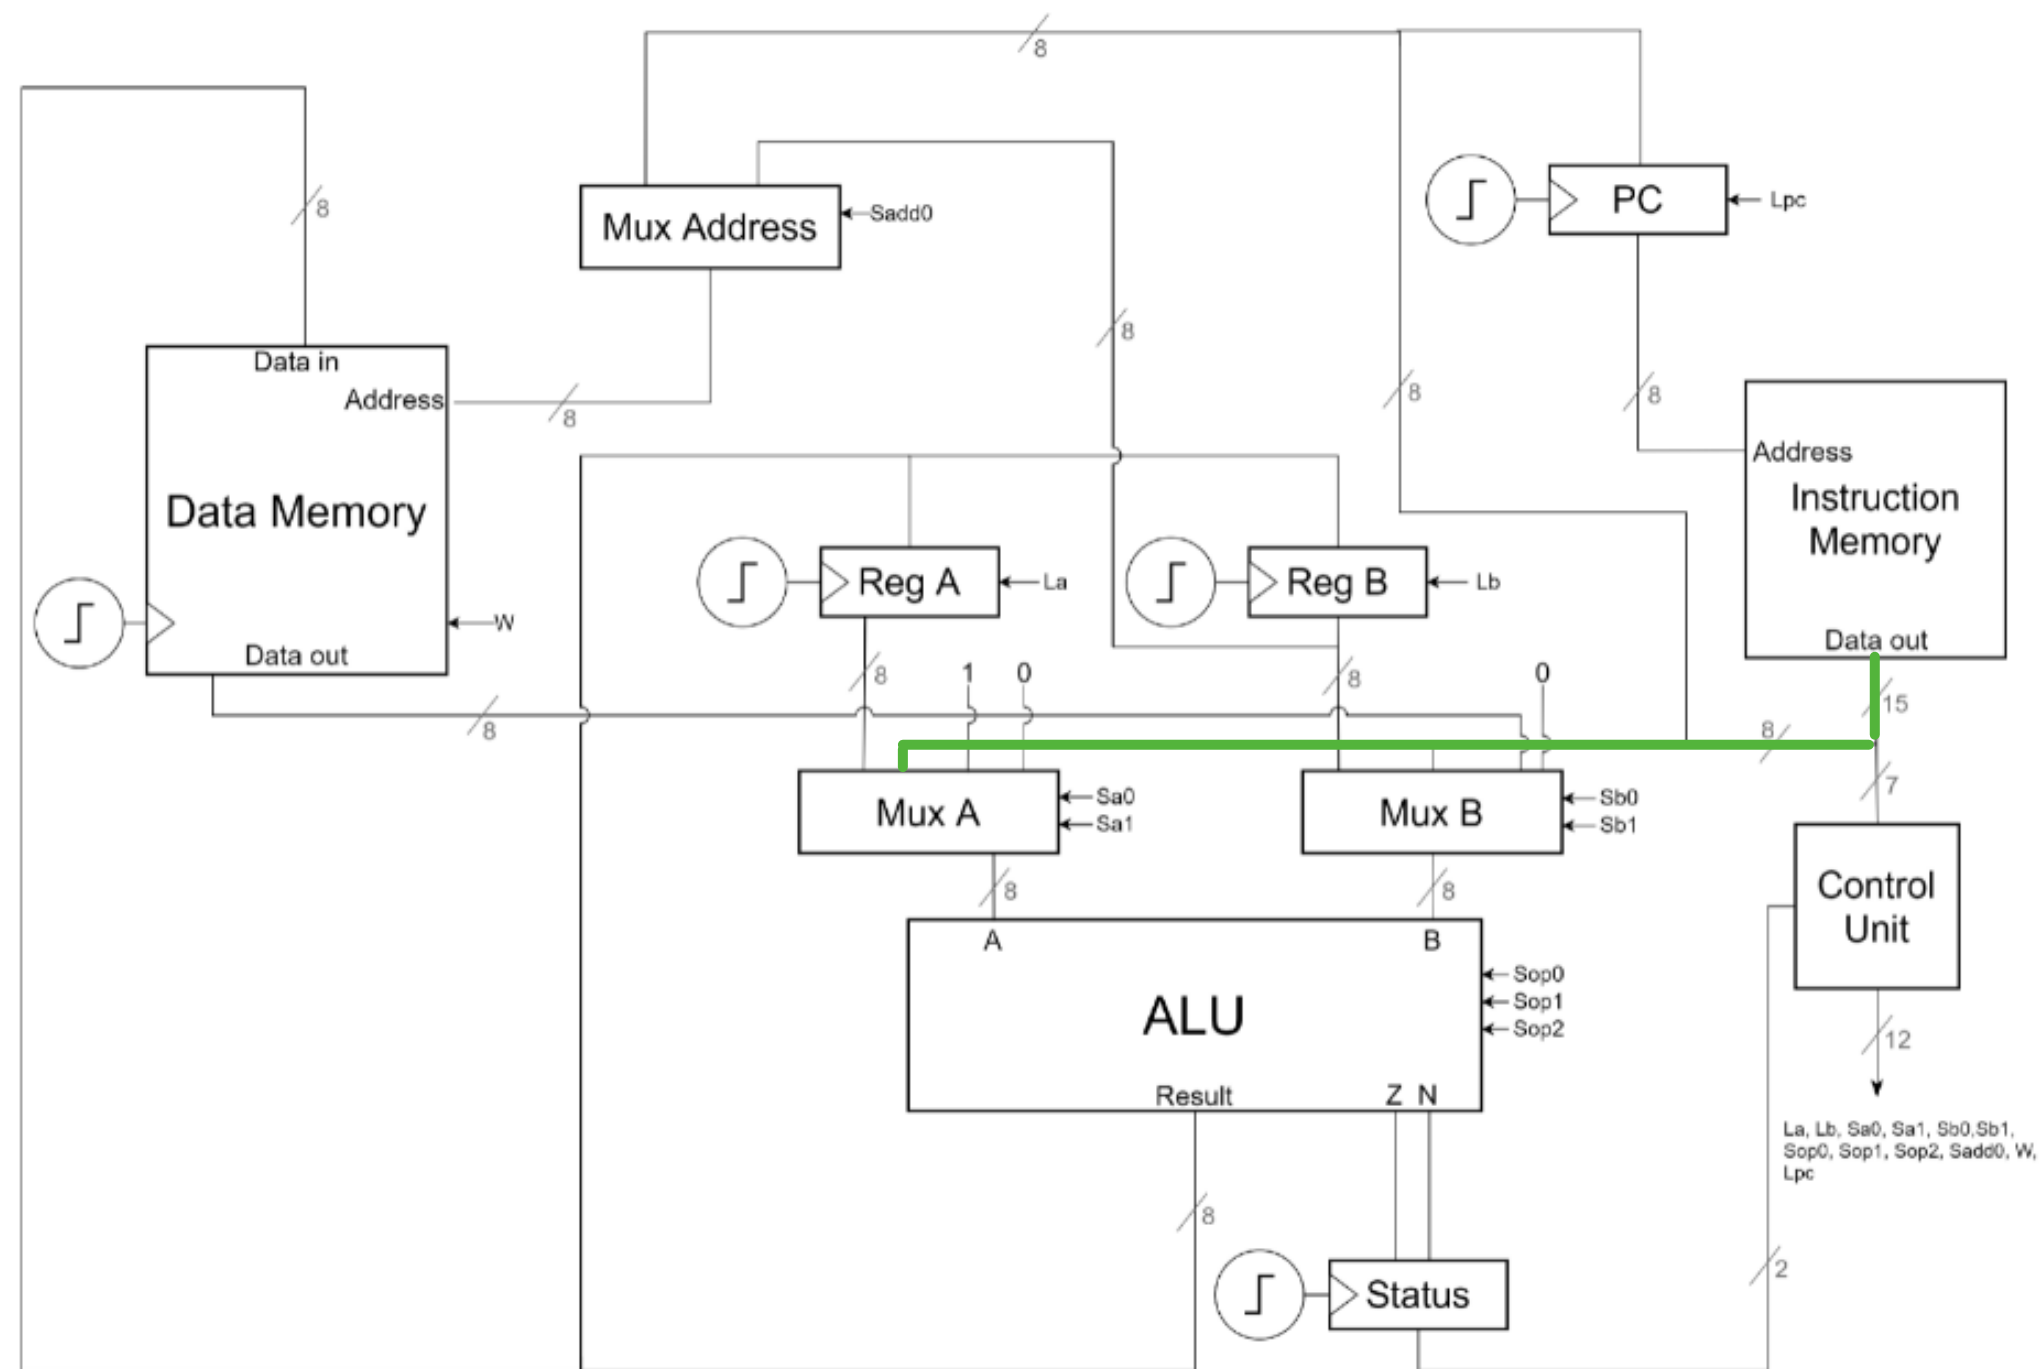 8
8
Mux Address
Sadd0
PC
Lpc
8
8
8
Data in
Address
8
Data Memory
W
Data out
8
Address
Instruction
Memory
Data out
Reg A
La
Reg B
Lb
8
1
0
8
0
15
8
7
Mux A
Sa0
Sa1
Mux B
Sb0
Sb1
8
8
Control
Unit
A
B
ALU
Sop0
Sop1
Sop2
Result
Z N
12
La, Lb, Sa0, Sa1, Sb0,Sb1,
Sop0, Sop1, Sop2, Sadd0, W,
Lpc
8
Status
2